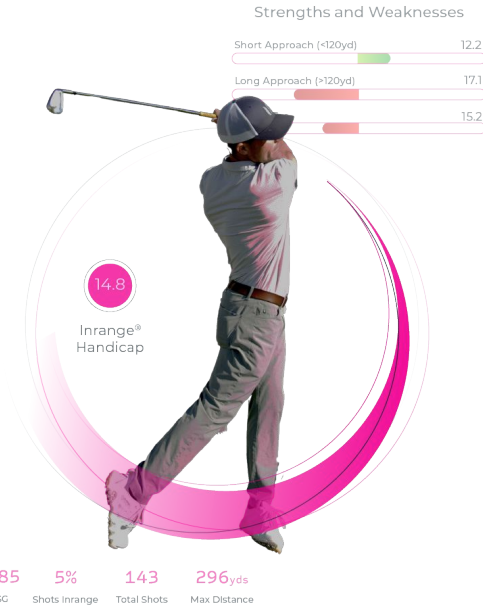 Strengths and Weaknesses
Short Approach (<120yd) 12.2
Long Approach (>120yd) 17.1
15.2
14.8
Inrange®
Handicap
85 5% 143 296yds
SG Shots Inrange Total Shots Max DIstance